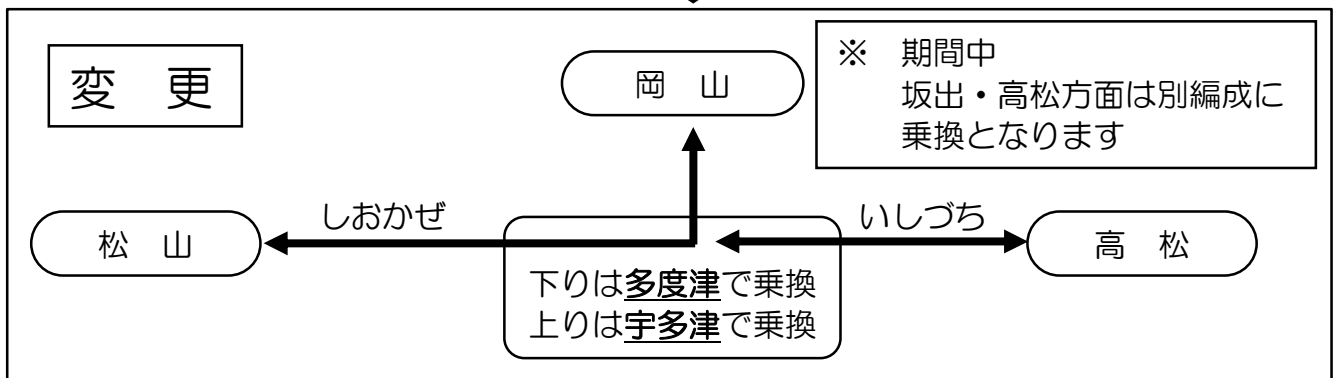 変 更
岡 山
※ 期間中
坂出・高松方面は別編成に
乗換となります
しおかぜ
いしづち
松 山
高 松
下りは多度津で乗換
上りは宇多津で乗換